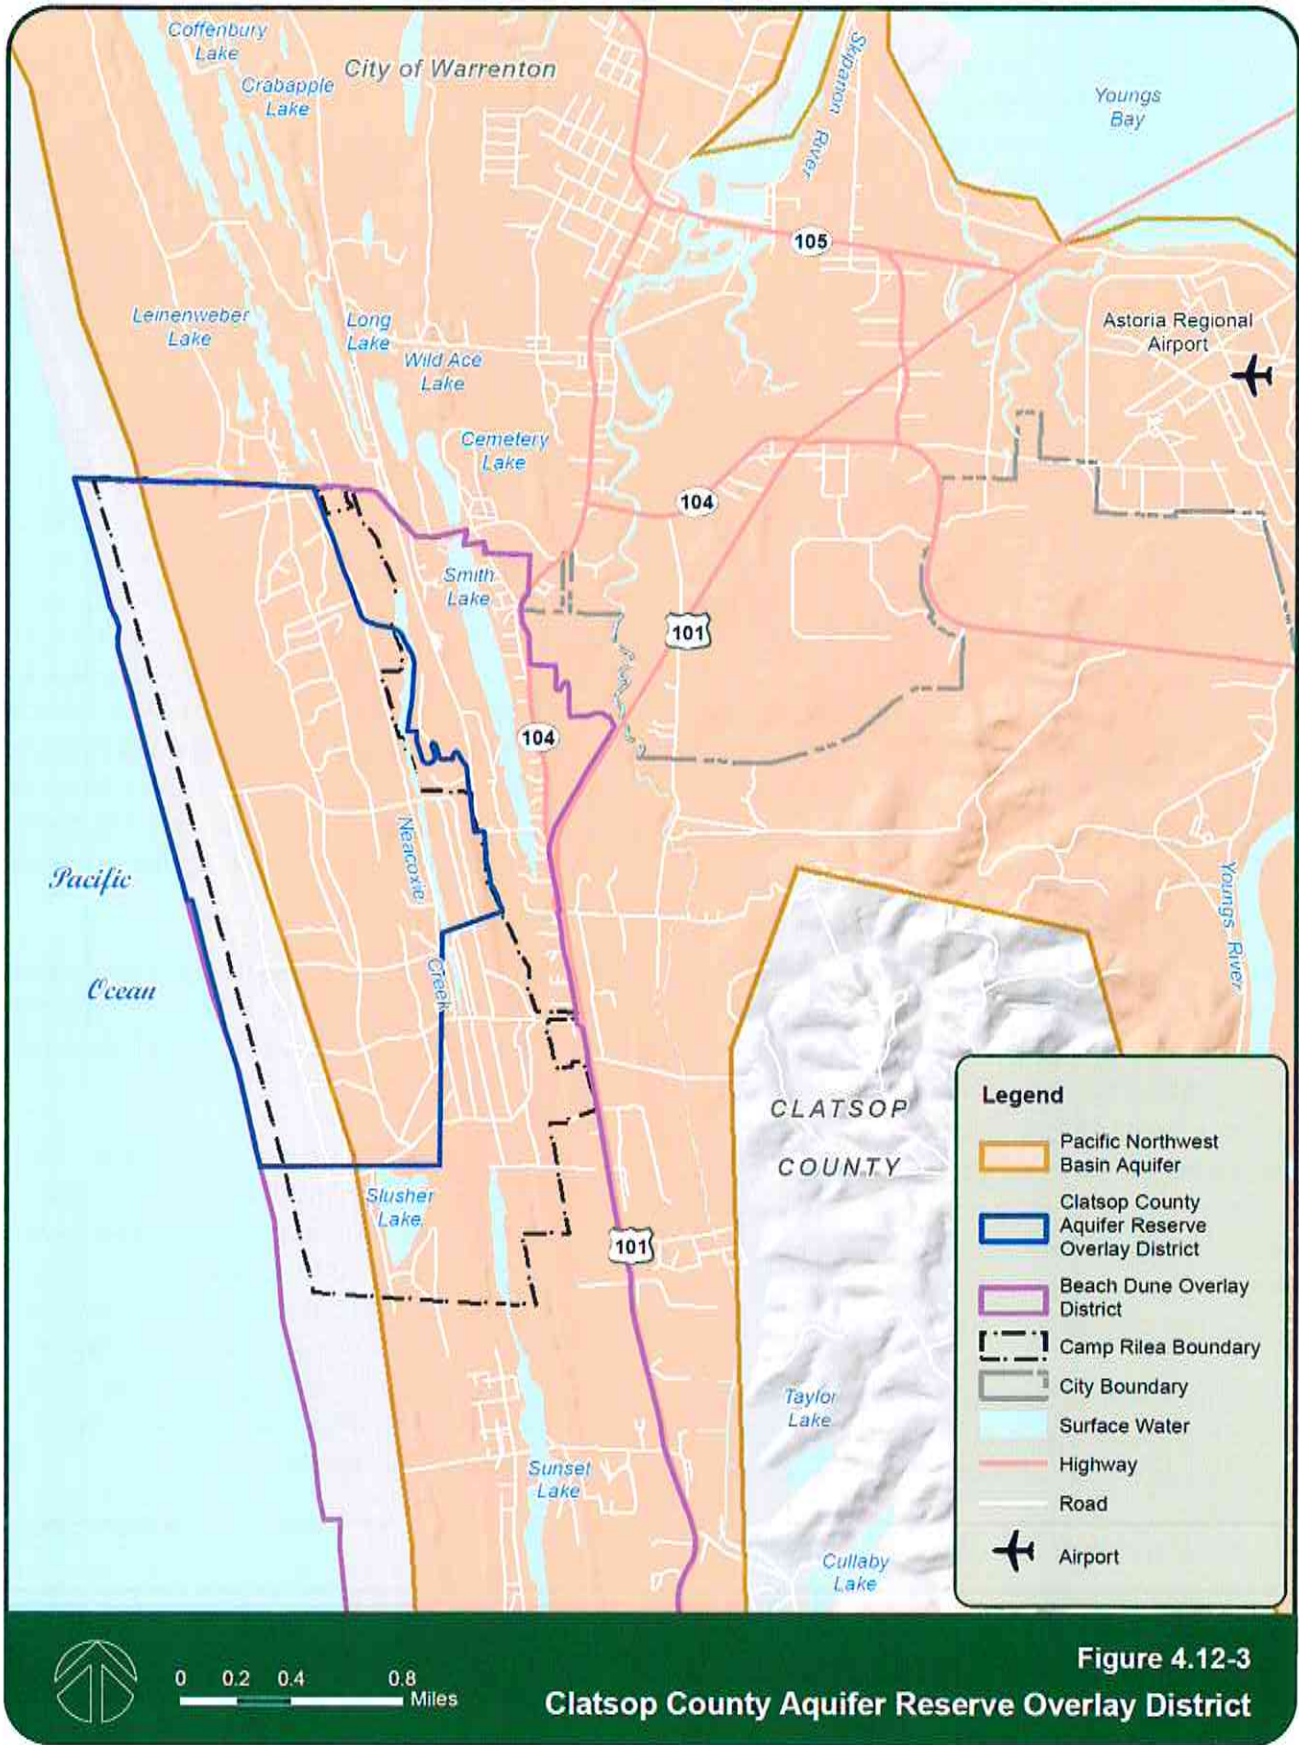 Coffenbury
Lake
Crabapple
Lake
City of Warrenton
Skipanon River
Youngs
Bay
105
Leinenweber
Lake
Long
Lake
Wild Ace
Lake
Astoria Regional
Airport
Cemetery
Lake
104
Smith
Lake
101
104
Neacoxie
Creek
Pacific
Ocean
Youngs River
CLATSOP
COUNTY
Slusher
Lake
101
Taylor
Lake
Sunset
Lake
Cullaby
Lake
Legend
Pacific Northwest
Basin Aquifer
Clatsop County
Aquifer Reserve
Overlay District
Beach Dune Overlay
District
Camp Rilea Boundary
City Boundary
Surface Water
Highway
Road
Airport
0 0.2 0.4 0.8
Miles
Figure 4.12-3
Clatsop County Aquifer Reserve Overlay District